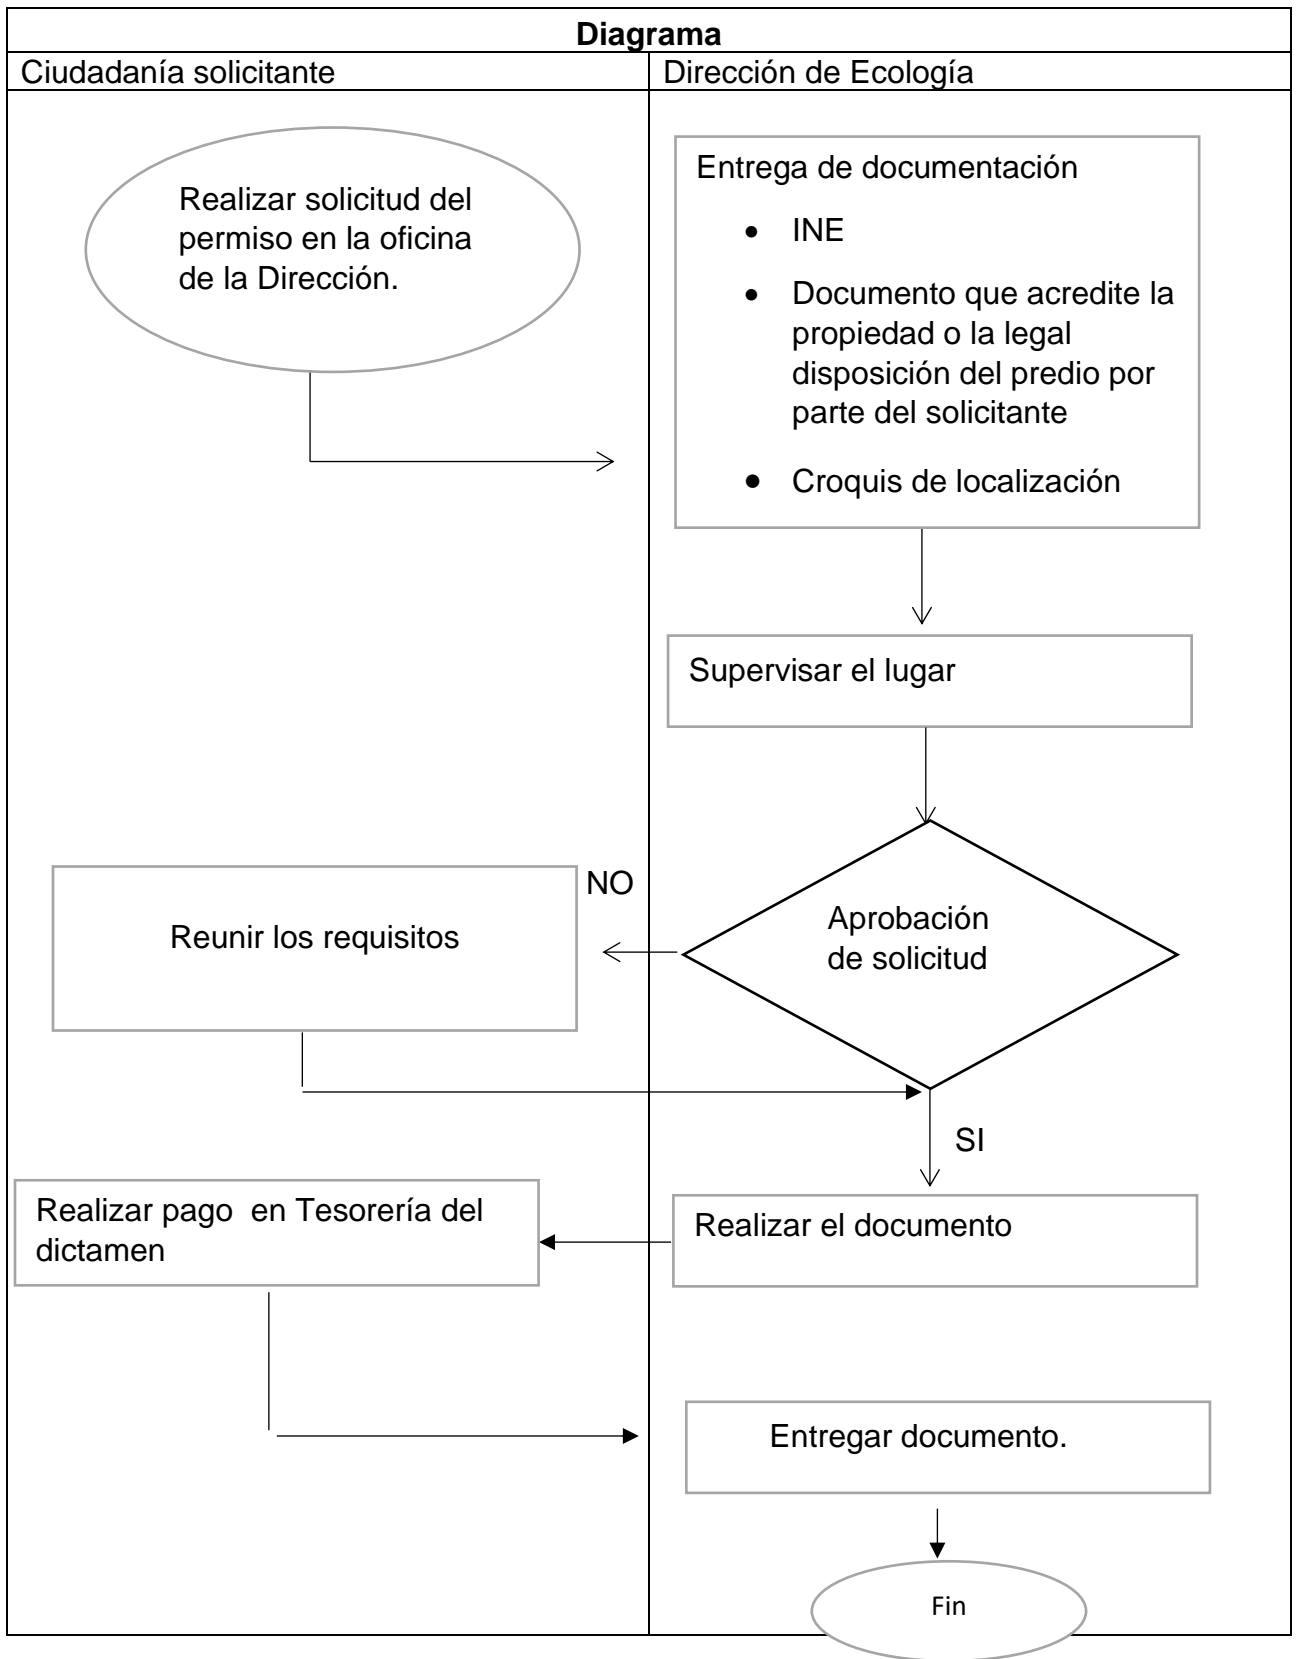 Diagrama
Ciudadanía solicitante
Dirección de Ecología
Realizar solicitud del
permiso en la oficina
de la Dirección.
Entrega de documentación
• INE
• Documento que acredite la
propiedad o la legal
disposición del predio por
parte del solicitante
• Croquis de localización
Supervisar el lugar
Aprobación
de solicitud
NO
Reunir los requisitos
SI
Realizar el documento
Realizar pago  en Tesorería del
dictamen
Entregar documento.
Fin